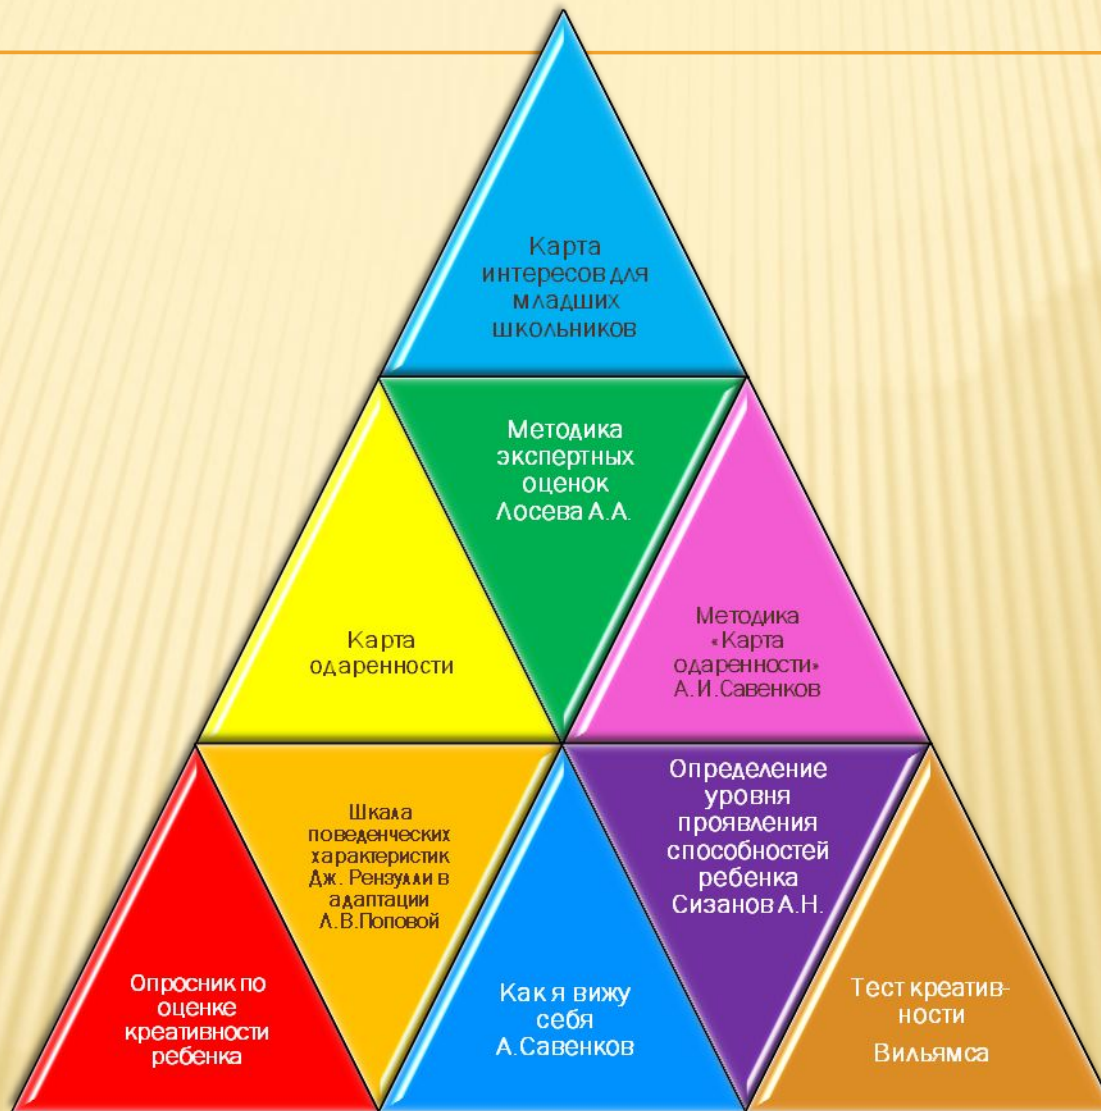 Карта
интересов для
младших
школьников
Методика
экспертных
оценок
Лосева А.А.
Карта
одаренности
Методика
«Карта
одаренности»
А.И.Савенков
Опросник по
оценке
креативности
ребенка
Шкала
поведенческих
характеристик
Дж. Рензулли в
адаптации
Л.В.Поповой
Как я вижу
себя
А.Савенков
Определение
уровня
проявления
способностей
ребенка
Сизанов А.Н.
Тест креатив-
ности
Вильямса